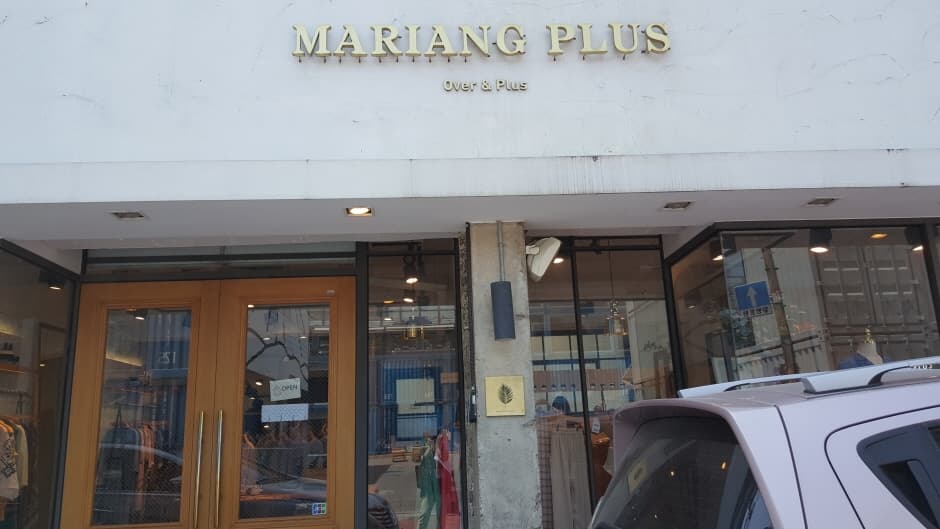 MARIANG PLUS
Over & Plus
OPEN